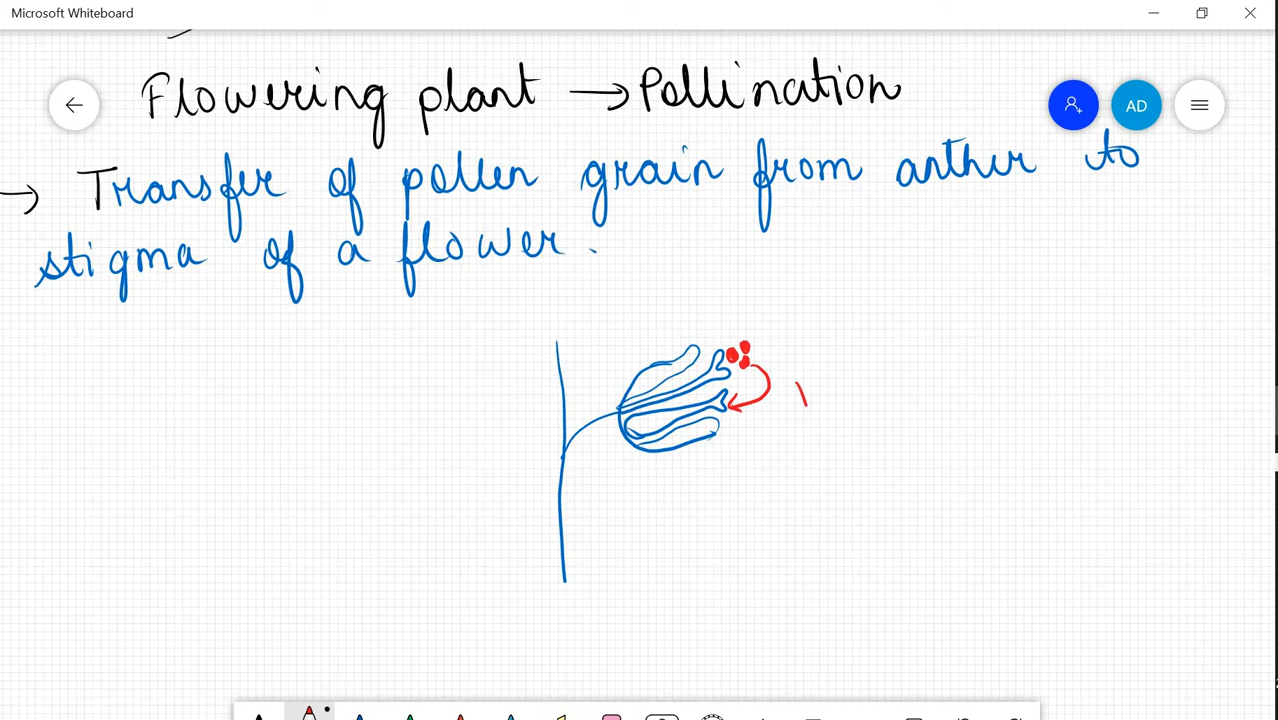 Microsoft Whiteboard
Flowering plant → Pollination
AD
→ Transfer of pollen grain from anther to
stigma of a flower.